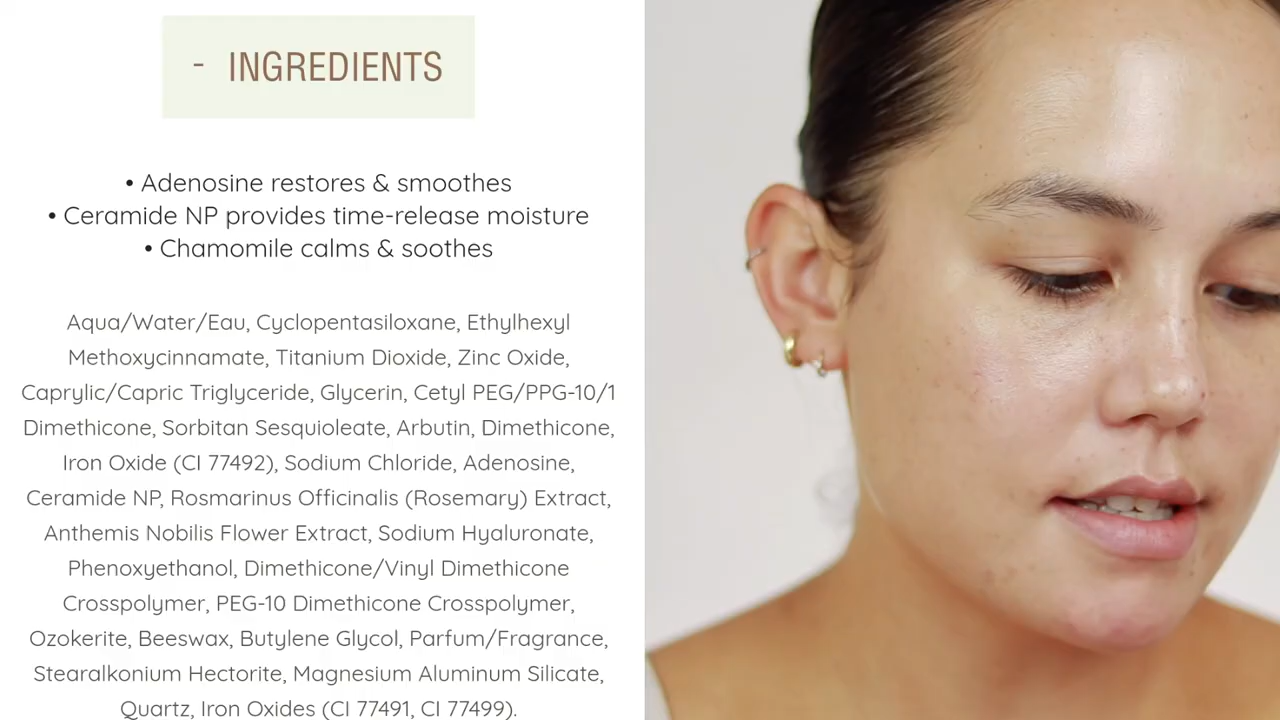 - INGREDIENTS
• Adenosine restores & smoothes
• Ceramide NP provides time-release moisture
• Chamomile calms & soothes
Aqua/Water/Eau, Cyclopentasiloxane, Ethylhexyl
Methoxycinnamate, Titanium Dioxide, Zinc Oxide,
Caprylic/Capric Triglyceride, Glycerin, Cetyl PEG/PPG-10/1
Dimethicone, Sorbitan Sesquioleate, Arbutin, Dimethicone,
Iron Oxide (CI 77492), Sodium Chloride, Adenosine,
Ceramide NP, Rosmarinus Officinalis (Rosemary) Extract,
Anthemis Nobilis Flower Extract, Sodium Hyaluronate,
Phenoxyethanol, Dimethicone/Vinyl Dimethicone
Crosspolymer, PEG-10 Dimethicone Crosspolymer,
Ozokerite, Beeswax, Butylene Glycol, Parfum/Fragrance,
Stearalkonium Hectorite, Magnesium Aluminum Silicate,
Quartz, Iron Oxides (CI 77491, CI 77499).